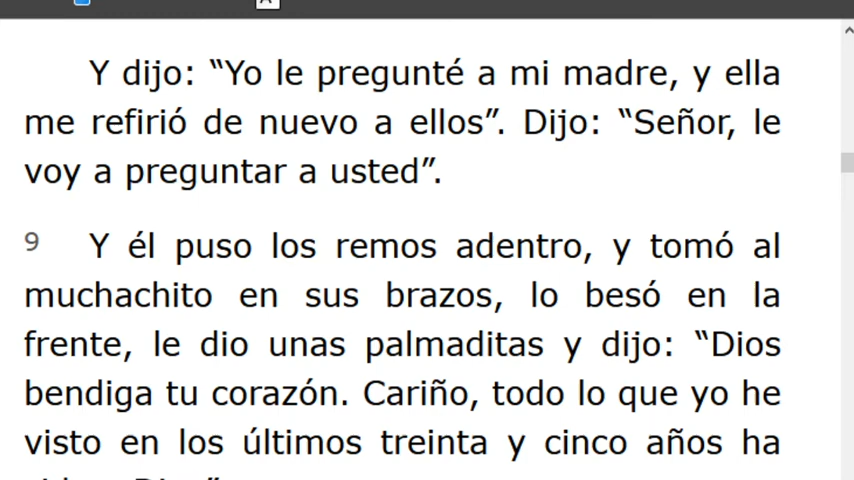 Y dijo: “Yo le pregunté a mi madre, y ella
me refirió de nuevo a ellos”. Dijo: “Señor, le
voy a preguntar a usted”.
9 Y él puso los remos adentro, y tomó al
muchachito en sus brazos, lo besó en la
frente, le dio unas palmaditas y dijo: “Dios
bendiga tu corazón. Cariño, todo lo que yo he
visto en los últimos treinta y cinco años ha